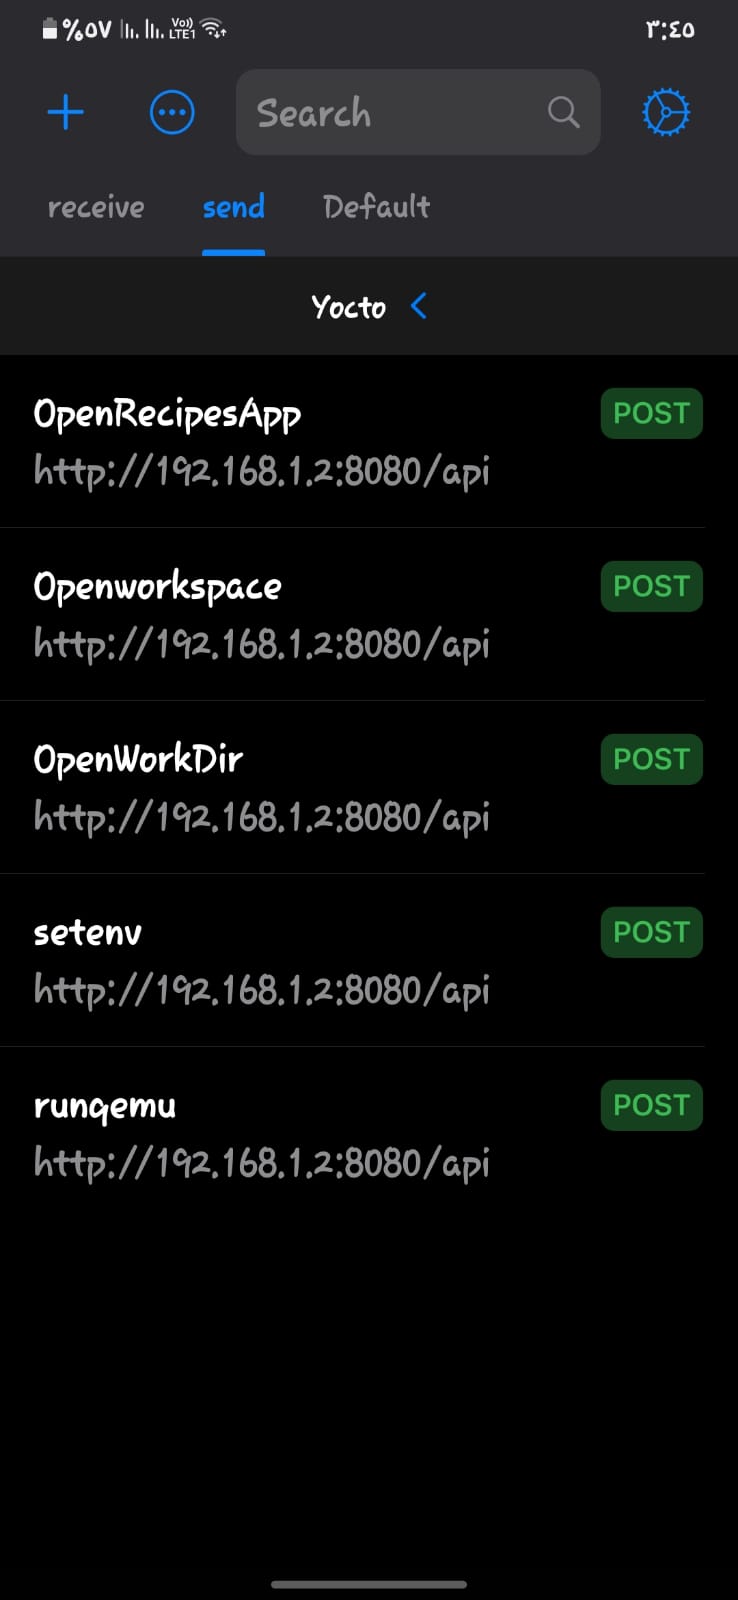 %٥٧ Vo)) LTE1 ٣:٤٥
Search
receive send Default
Yocto
OpenRecipesApp POST
http://192.168.1.2:8080/api
Openworkspace POST
http://192.168.1.2:8080/api
OpenWorkDir POST
http://192.168.1.2:8080/api
setenv POST
http://192.168.1.2:8080/api
runqemu POST
http://192.168.1.2:8080/api